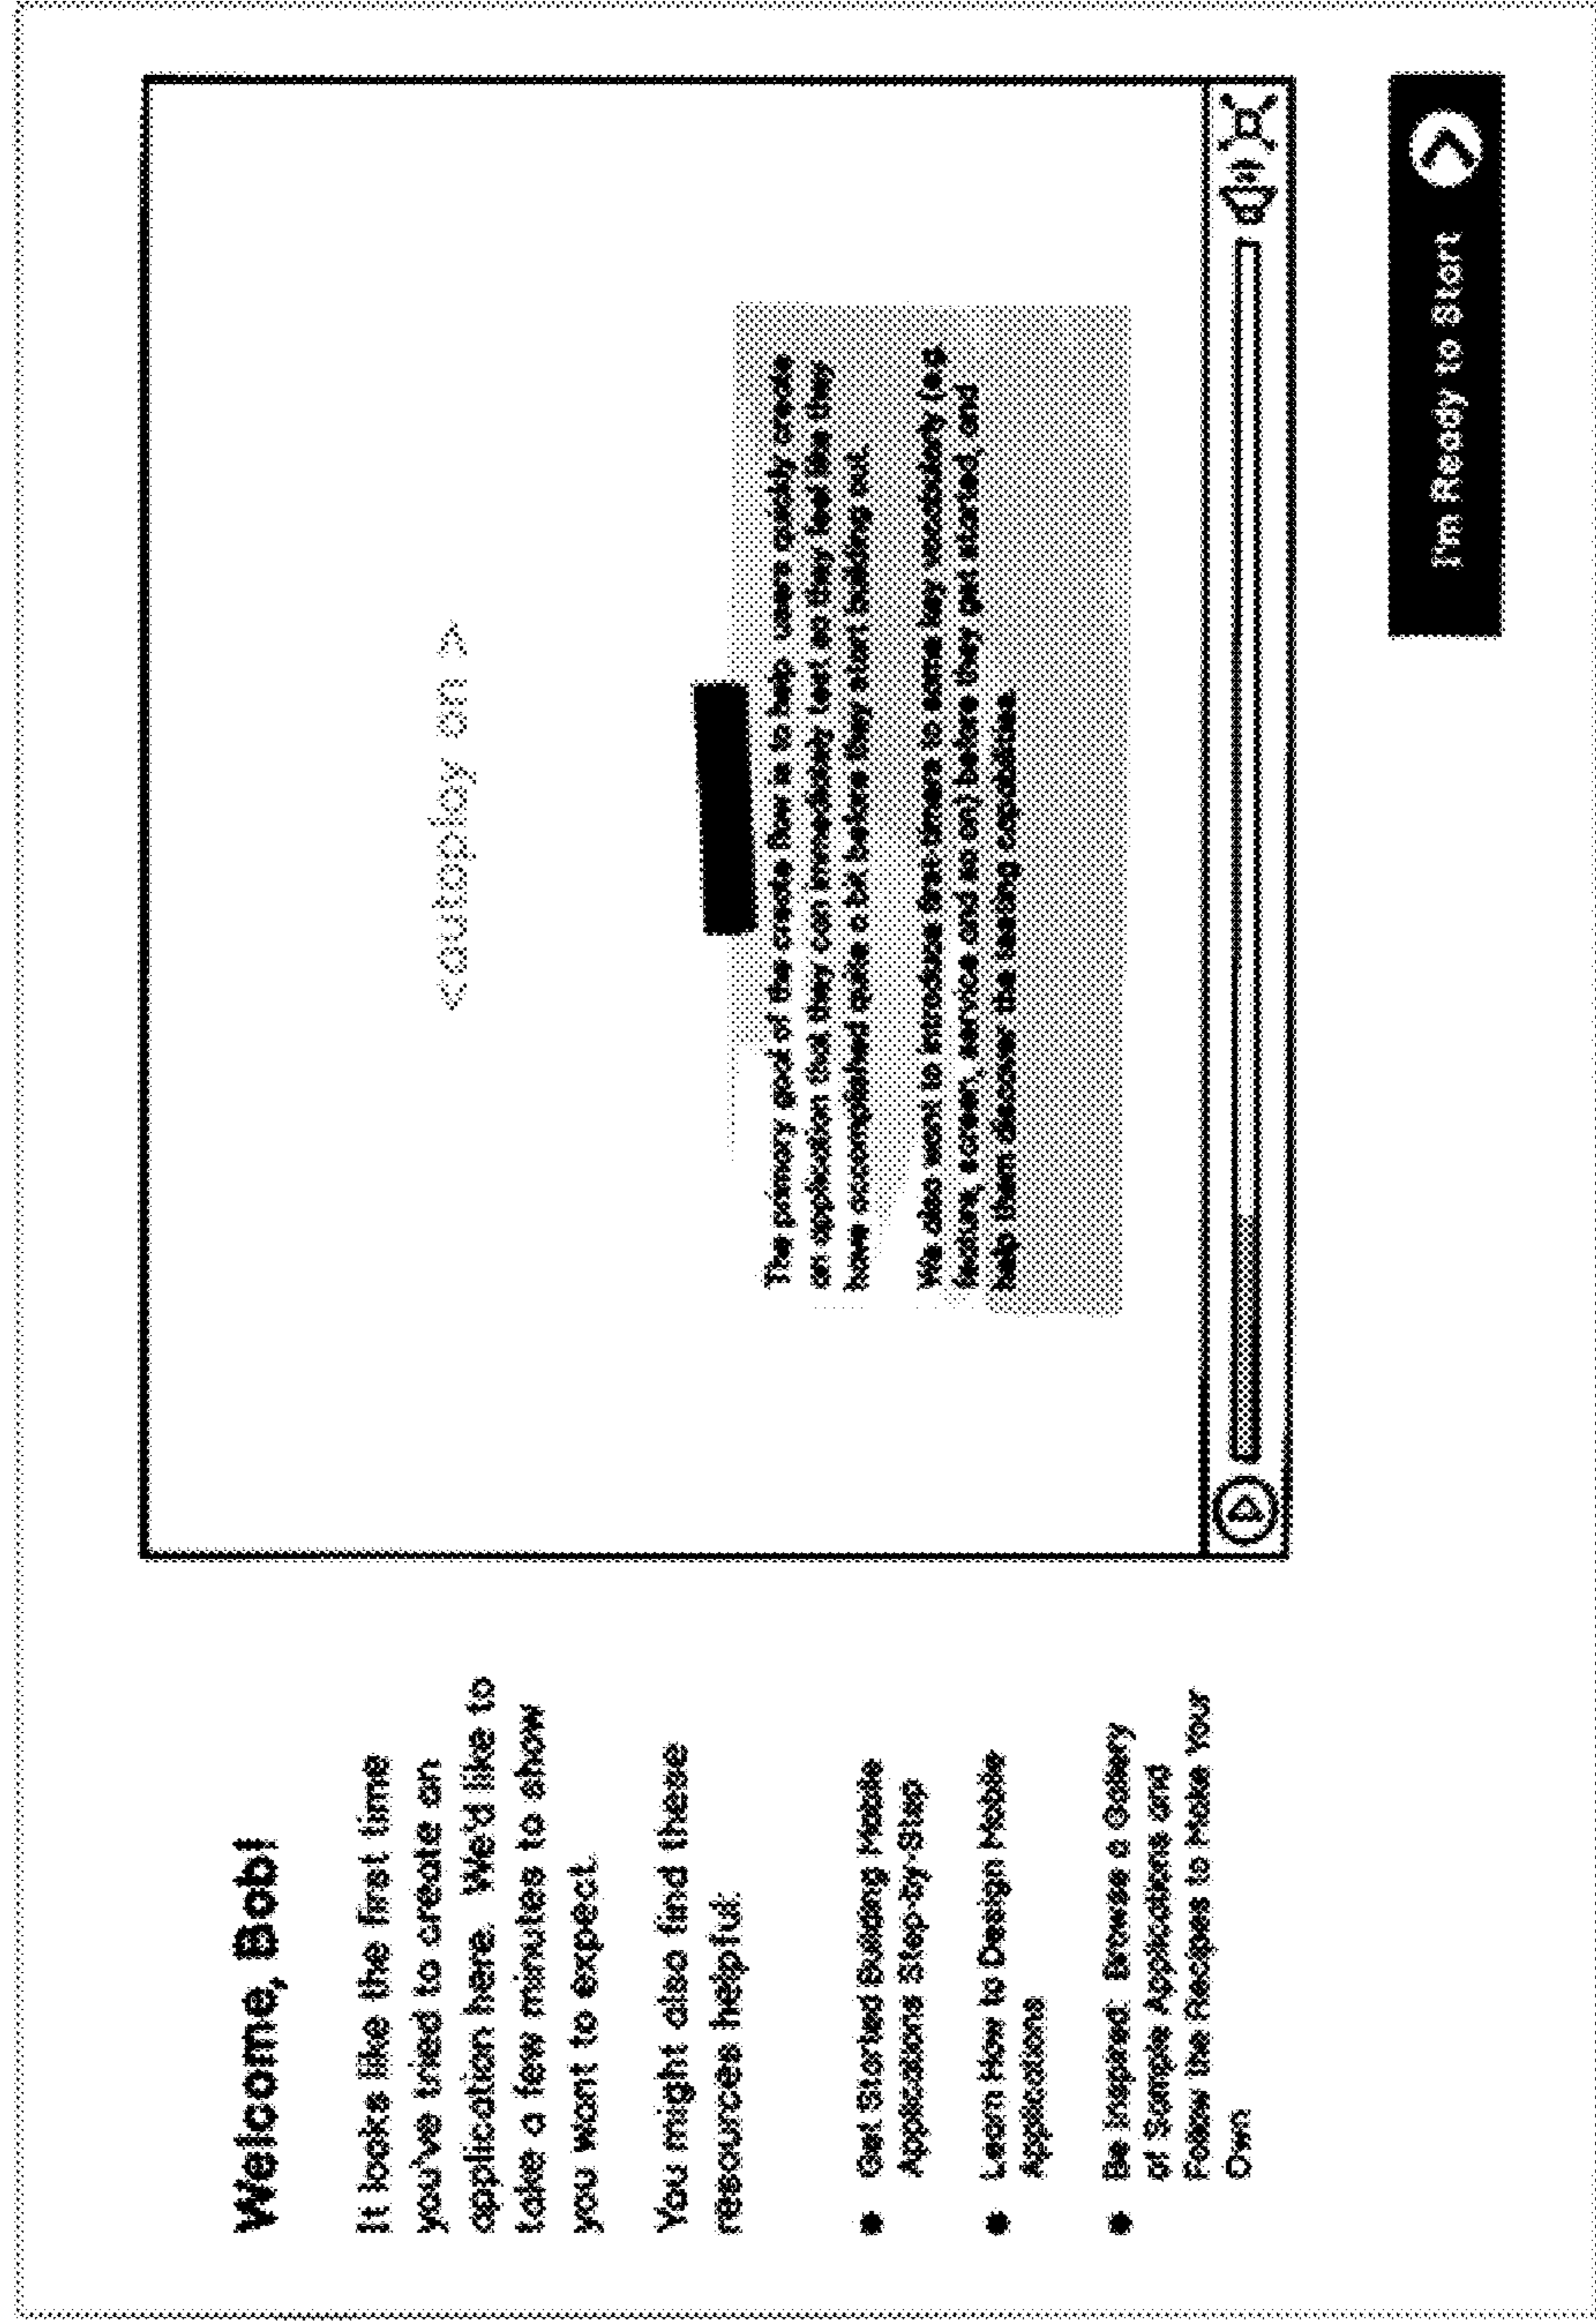 Welcome, Bob!
It looks like the first time
you've tried to create an
application here. We'd like to
take a few minutes to show
you want to expect.
You might also find these
resources helpful:
● Get Started Building Mobile
Applications Step-by-Step
● Learn How to Design Mobile
Applications
● Be Inspired: Browse a Gallery
of Sample Applications and
Follow the Recipes to Make Your
Own
<autoplay on >
The primary goal of the create flow is to help users quickly create
an application that they can immediately test so they feel like they
have accomplished quite a bit before they start building out.
We also want to introduce first-timers to some key vocabularly (e.g.
feature, screen, service and so on) before they get started, and
help them discover the testing capabilities.
I'm Ready to Start